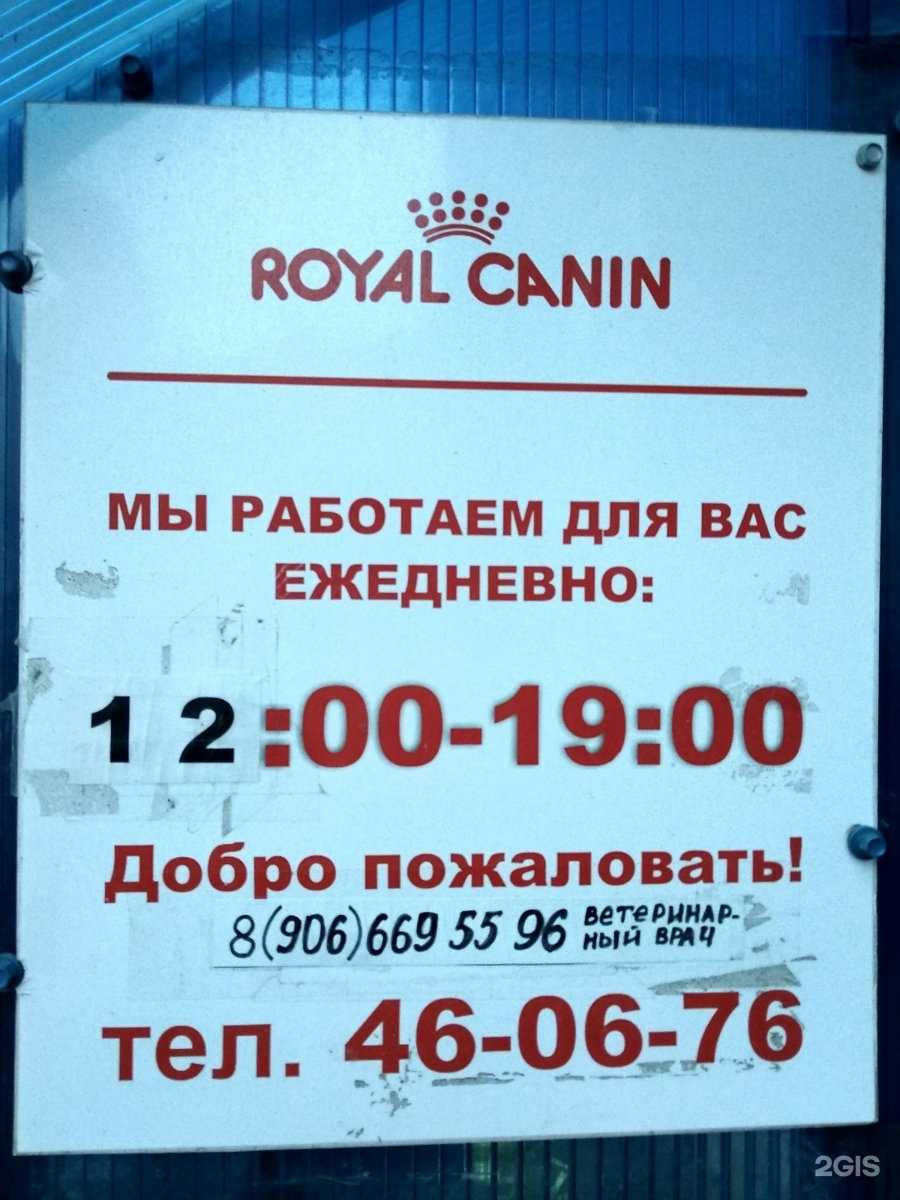 ROYAL CANIN
МЫ РАБОТАЕМ ДЛЯ ВАС
ЕЖЕДНЕВНО:
12:00-19:00
Добро пожаловать!
8(906)669 55 96 ветеринар-
ный врач
тел. 46-06-76
2GIS